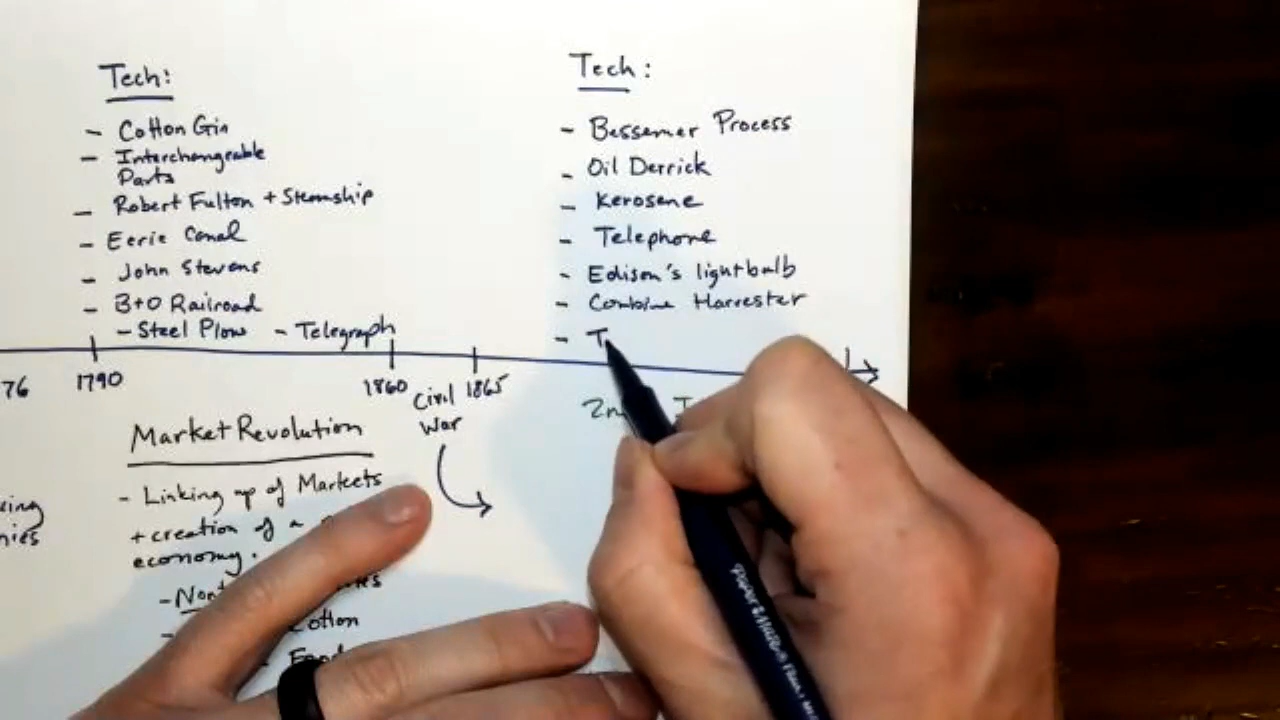 Tech:
- Cotton Gin
- Interchangeable
Parts
- Robert Fulton + Steamship
- Eerie Canal
- John Stevens
- B+O Railroad
- Steel Plow - Telegraph
Tech:
- Bessemer Process
- Oil Derrick
- Kerosene
- Telephone
- Edison's lightbulb
- Combine Harvester
- T
76
1790
1860
1865
Civil
War
Market Revolution
- Linking up of Markets
+ creation of a
economy.
Cotton
Paper Mate